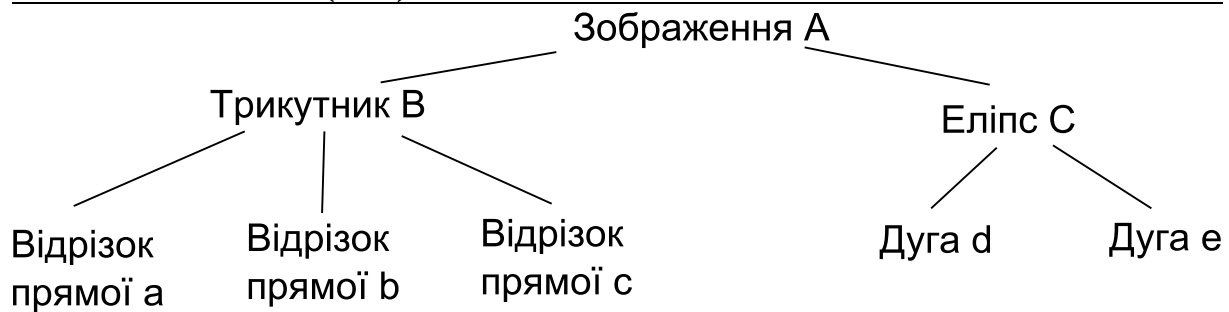 Зображення А
Трикутник В
Еліпс С
Відрізок
прямої a
Відрізок
прямої b
Відрізок
прямої c
Дуга d
Дуга e